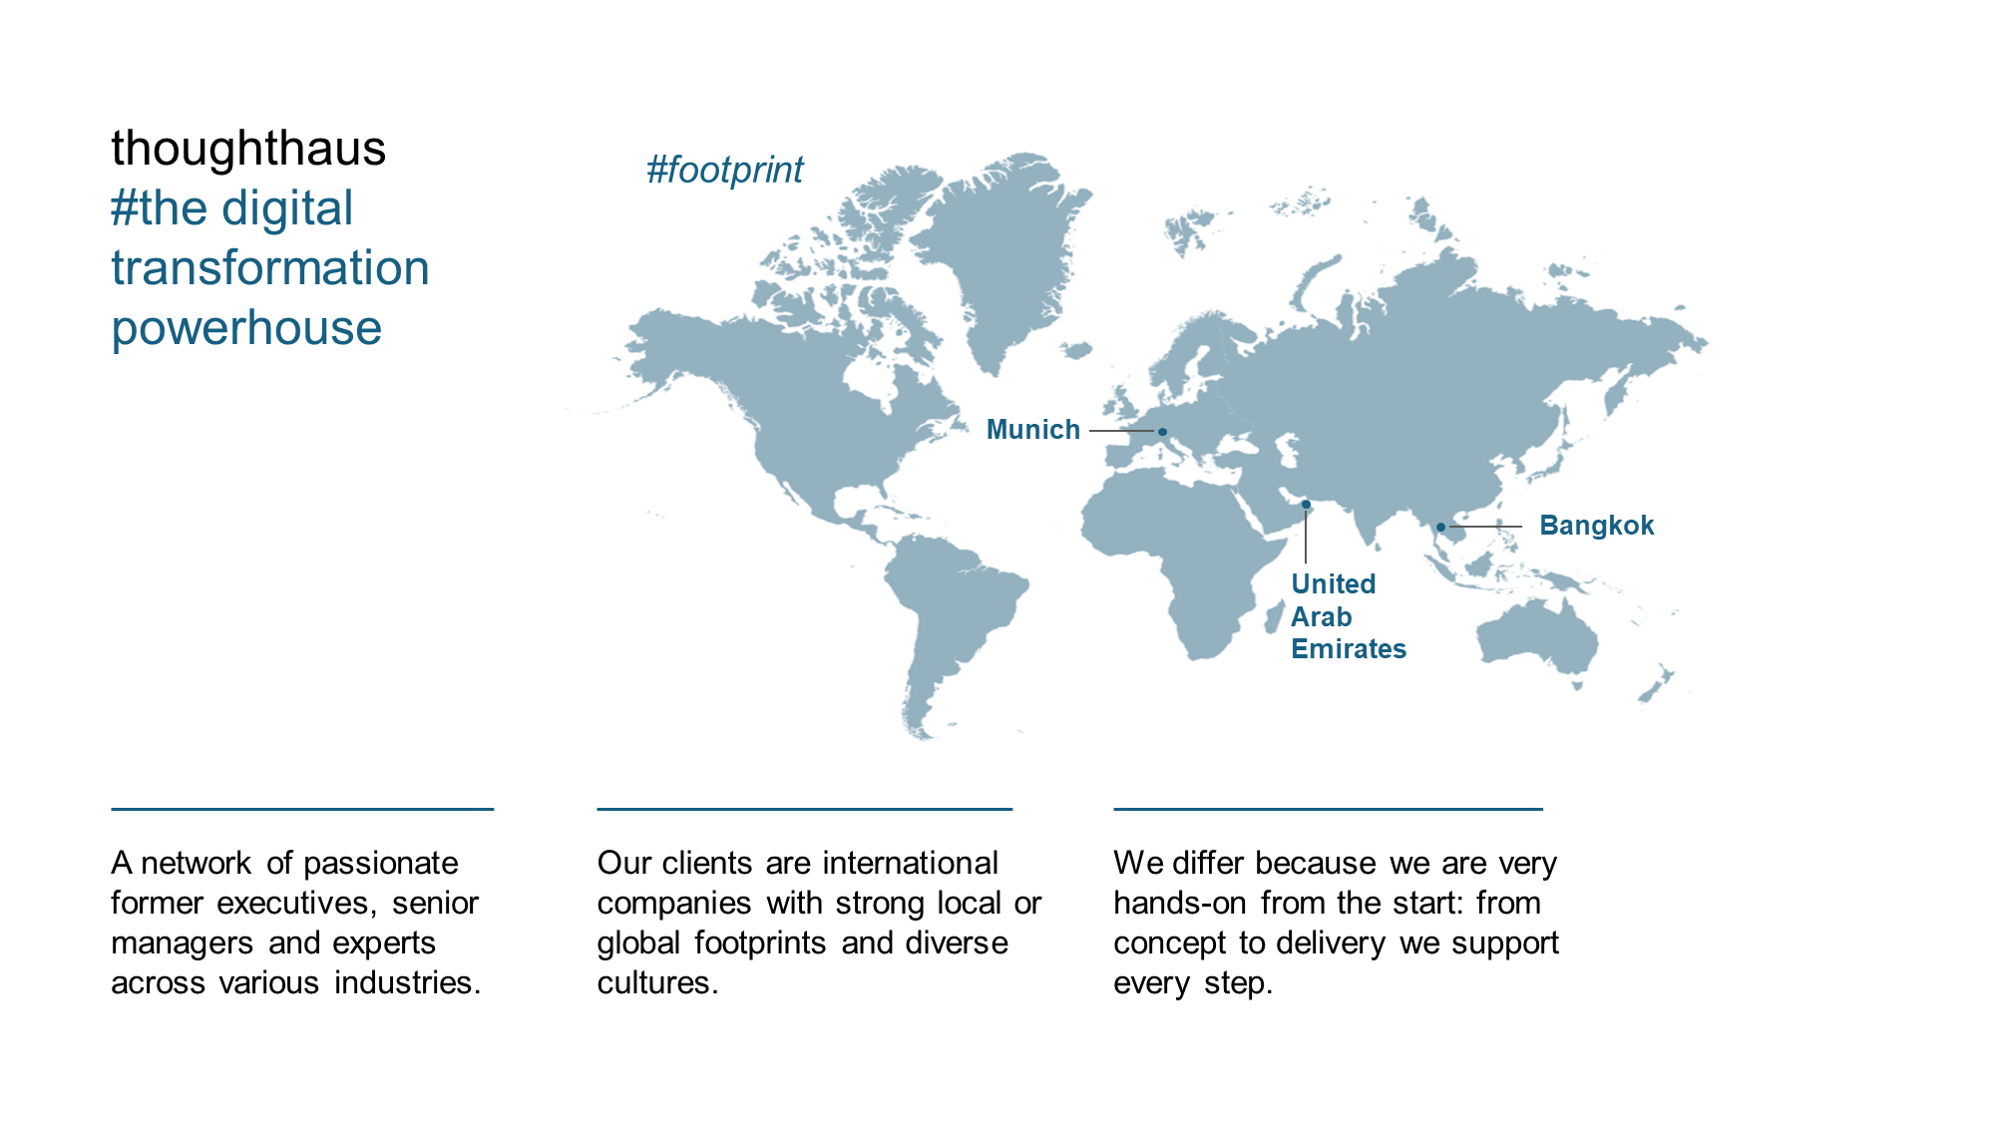 thoughthaus
#the digital
transformation
powerhouse
#footprint
Munich
Bangkok
United
Arab
Emirates
A network of passionate
former executives, senior
managers and experts
across various industries.
Our clients are international
companies with strong local or
global footprints and diverse
cultures.
We differ because we are very
hands-on from the start: from
concept to delivery we support
every step.